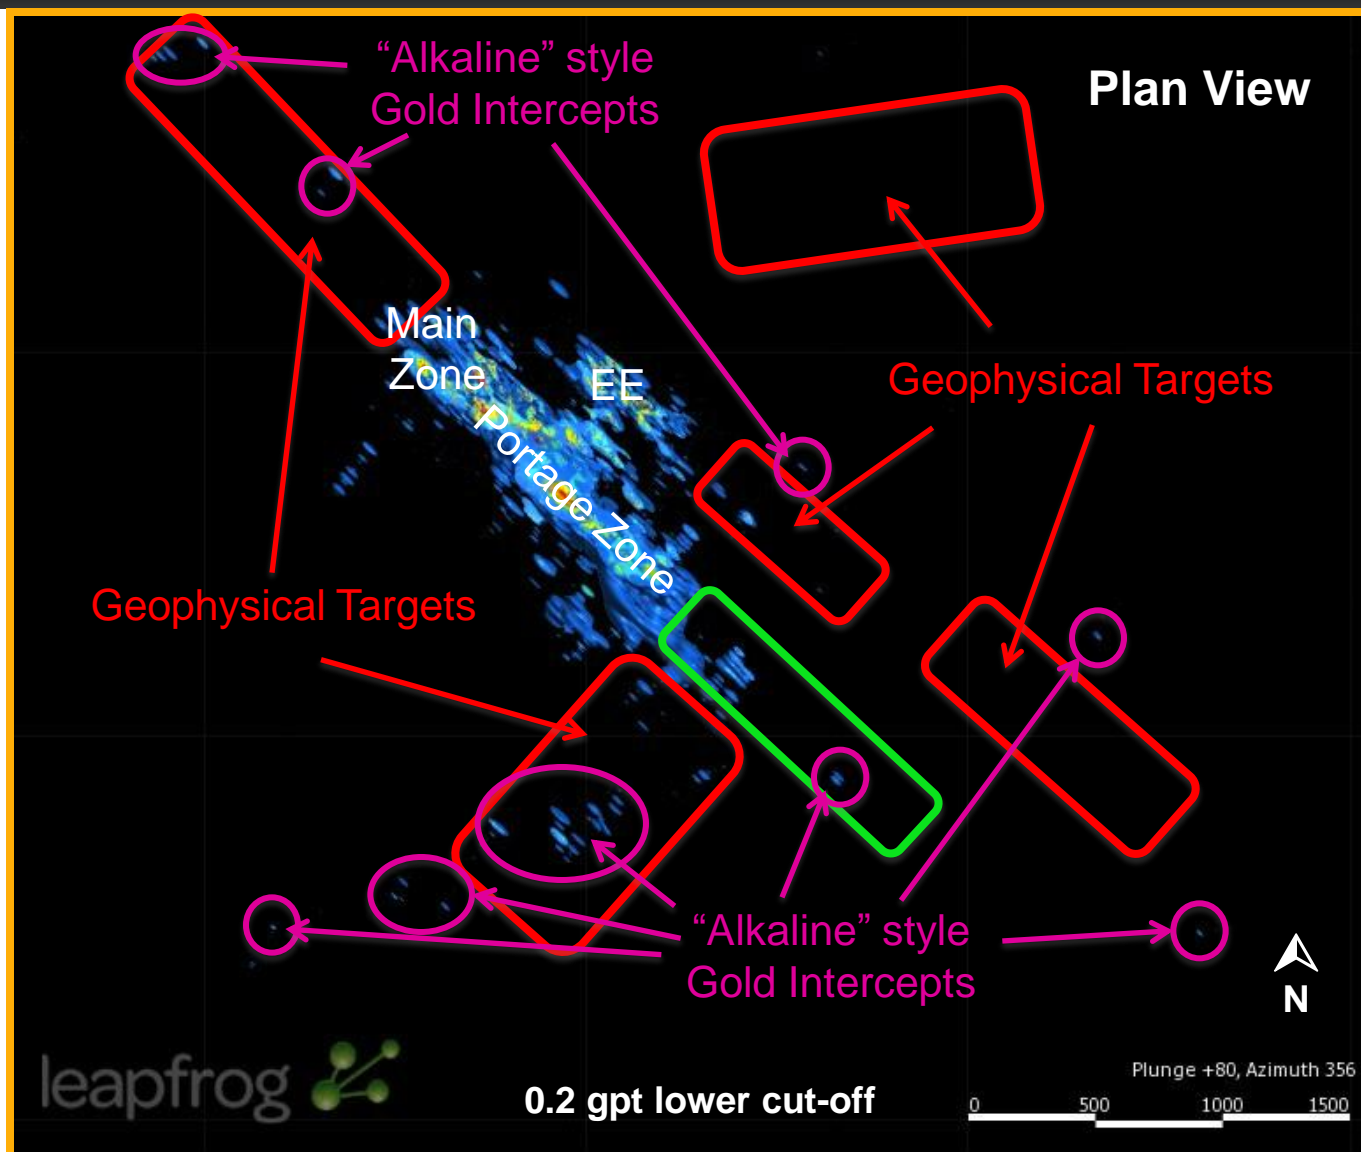 “Alkaline” style
Gold Intercepts
Plan View
Main
Zone
EE
Geophysical Targets
Portage Zone
Geophysical Targets
“Alkaline” style
Gold Intercepts
N
leapfrog
Plunge +80, Azimuth 356
0.2 gpt lower cut-off
0 500 1000 1500